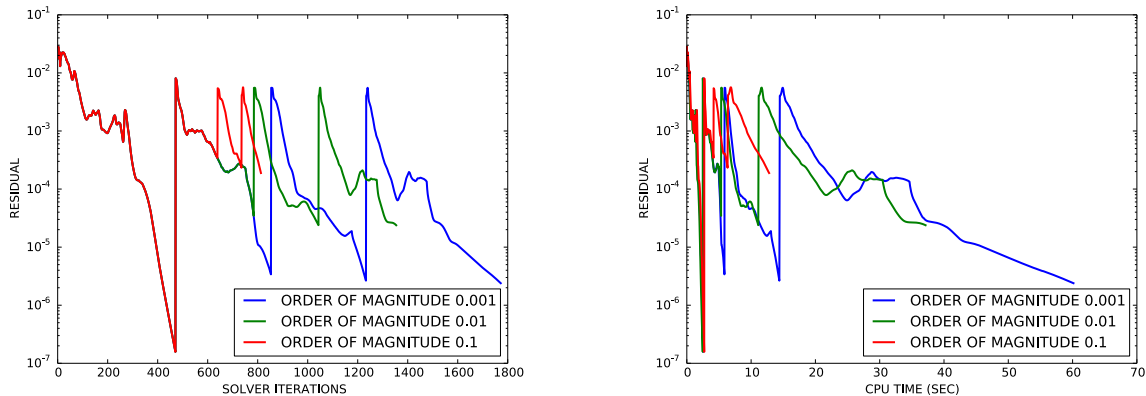 RESIDUAL
10^-1
10^-2
10^-3
10^-4
10^-5
10^-6
10^-7
0 200 400 600 800 1000 1200 1400 1600 1800
SOLVER ITERATIONS
ORDER OF MAGNITUDE 0.001
ORDER OF MAGNITUDE 0.01
ORDER OF MAGNITUDE 0.1
RESIDUAL
10^-1
10^-2
10^-3
10^-4
10^-5
10^-6
10^-7
0 10 20 30 40 50 60 70
CPU TIME (SEC)
ORDER OF MAGNITUDE 0.001
ORDER OF MAGNITUDE 0.01
ORDER OF MAGNITUDE 0.1